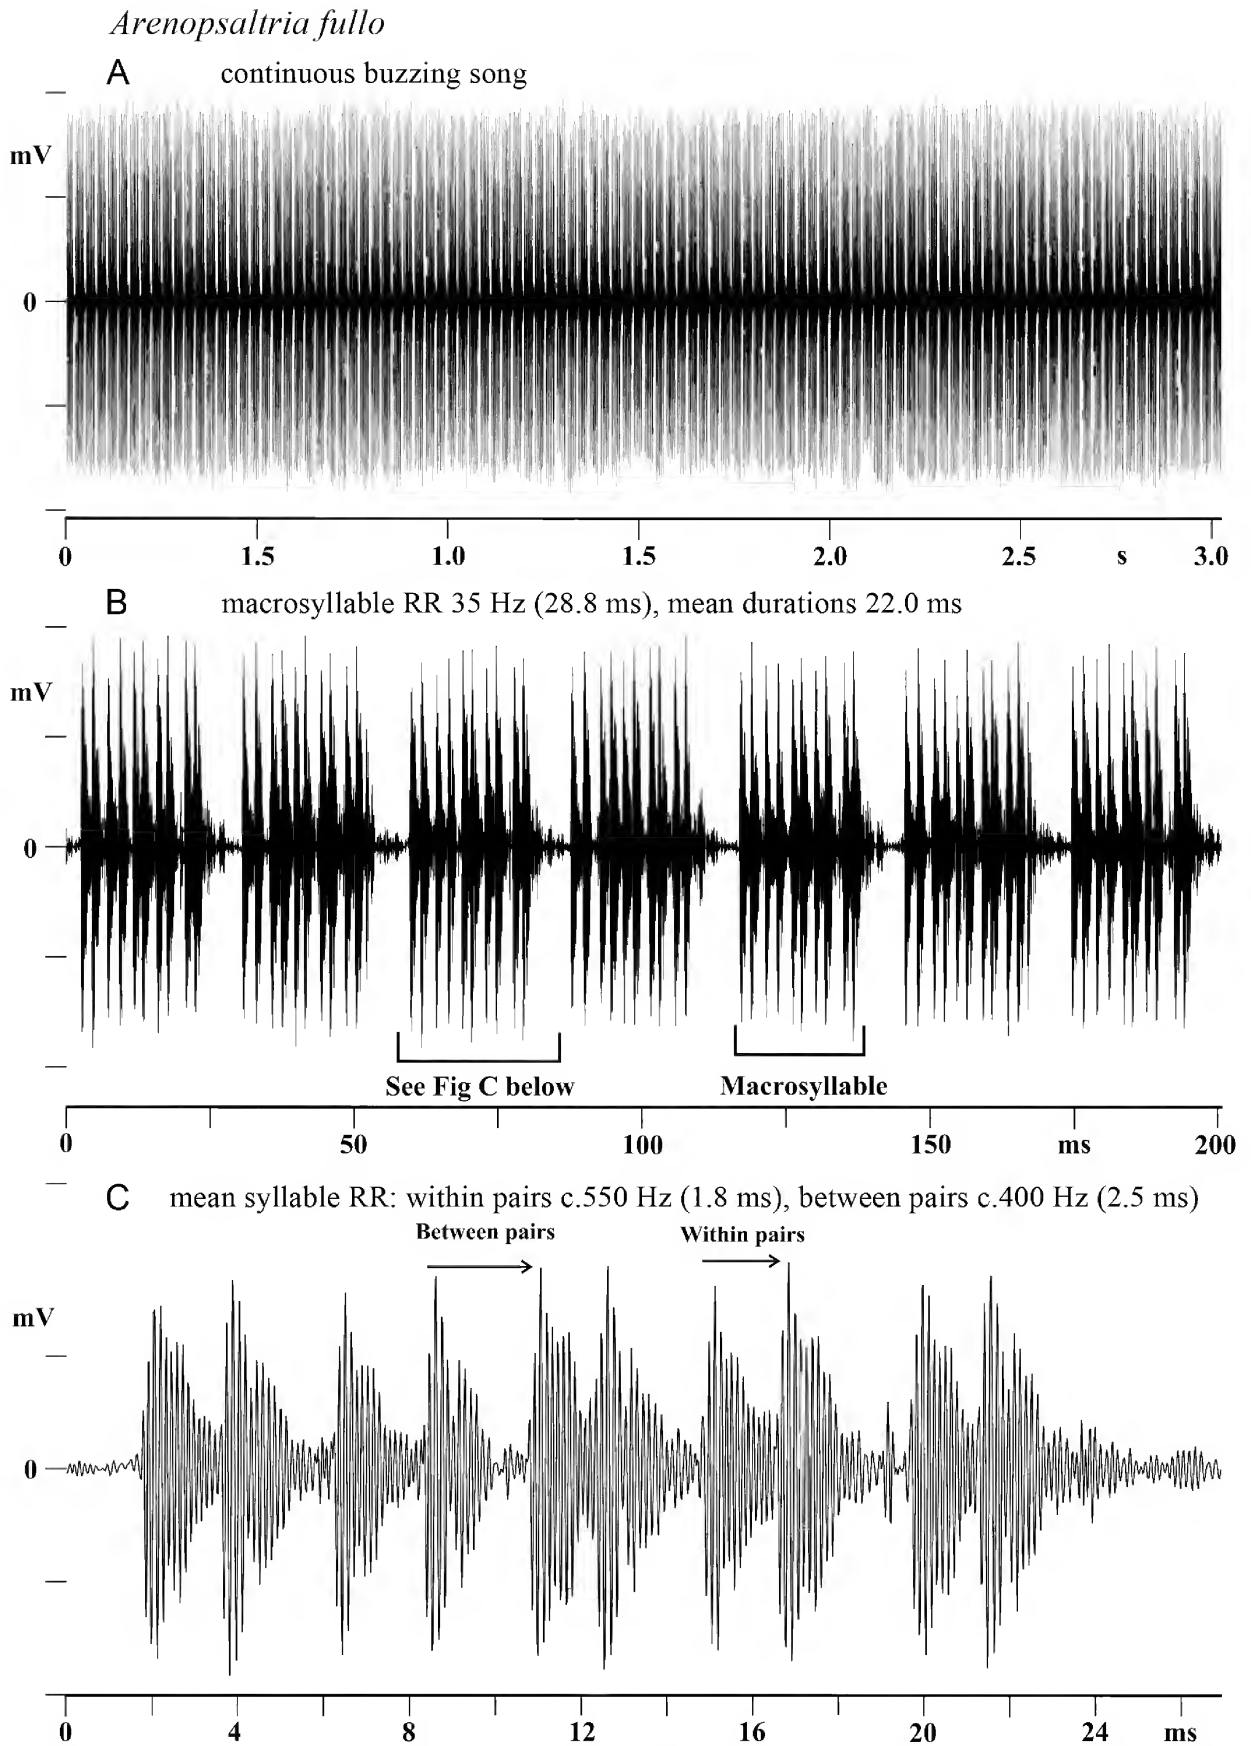 Arenopsaltria fullo
A continuous buzzing song
mV
0
0 1.5 1.0 1.5 2.0 2.5 s 3.0
B macrosyllable RR 35 Hz (28.8 ms), mean durations 22.0 ms
mV
0
See Fig C below Macrosyllable
0 50 100 150 ms 200
C mean syllable RR: within pairs c.550 Hz (1.8 ms), between pairs c.400 Hz (2.5 ms)
Between pairs Within pairs
mV
0
0 4 8 12 16 20 24 ms